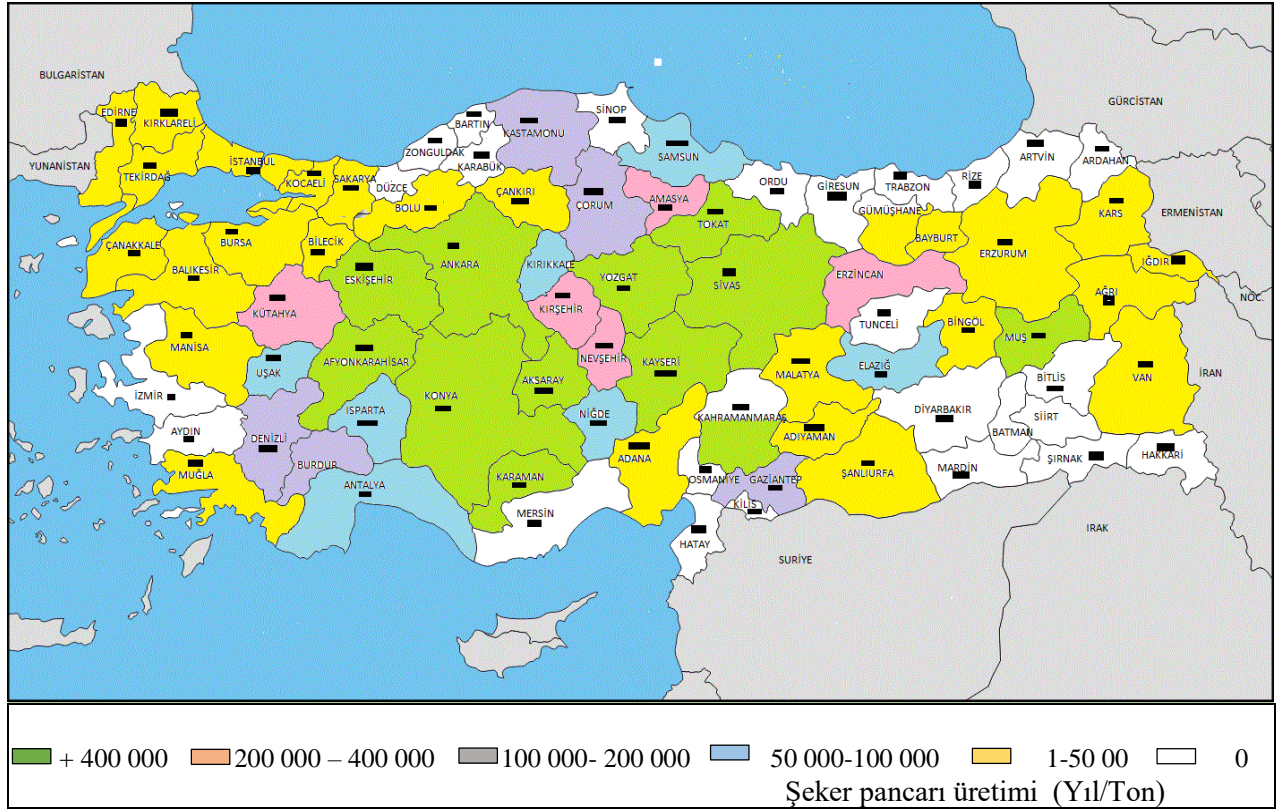 BULGARİSTAN
GÜRCİSTAN
YUNANİSTAN
ERMENİSTAN
NOC.
İRAN
IRAK
SURİYE
EDİRNE
KIRKLARELİ
TEKİRDAĞ
İSTANBUL
KOCAELİ
SAKARYA
DÜZCE
BOLU
ZONGULDAK
BARTIN
KARABÜK
KASTAMONU
SİNOP
ÇANKIRI
ÇORUM
SAMSUN
AMASYA
TOKAT
ORDU
GİRESUN
TRABZON
GÜMÜŞHANE
RİZE
ARTVİN
ARDAHAN
KARS
BAYBURT
ERZURUM
IĞDIR
AĞRI
ÇANAKKALE
BURSA
BİLECİK
BALIKESİR
ESKİŞEHİR
ANKARA
KIRIKKALE
YOZGAT
SİVAS
ERZİNCAN
TUNCELİ
BİNGÖL
MUŞ
KÜTAHYA
KIRŞEHİR
NEVŞEHİR
MANİSA
UŞAK
AFYONKARAHİSAR
KAYSERİ
MALATYA
ELAZIĞ
BİTLİS
VAN
İZMİR
AKSARAY
KONYA
ISPARTA
NİĞDE
KAHRAMANMARAŞ
ADIYAMAN
DİYARBAKIR
BATMAN
SİİRT
AYDIN
DENİZLİ
BURDUR
MUĞLA
ANTALYA
KARAMAN
MERSİN
ADANA
OSMANİYE
GAZİANTEP
KİLİS
HATAY
ŞANLIURFA
MARDİN
ŞIRNAK
HAKKARİ
+ 400 000 200 000 – 400 000 100 000- 200 000 50 000-100 000 1-50 00 0
Şeker pancarı üretimi (Yıl/Ton)